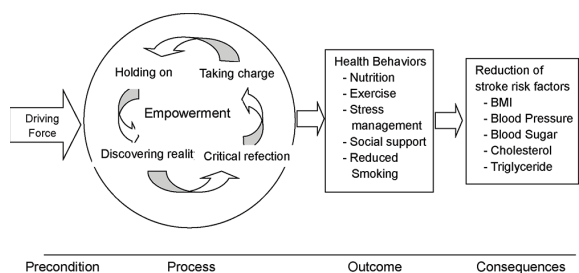 Driving
Force
Holding on
Taking charge
Empowerment
Discovering realit
Critical refection
Health Behaviors
- Nutrition
- Exercise
- Stress
management
- Social support
- Reduced
Smoking
Reduction of
stroke risk factors
- BMI
- Blood Pressure
- Blood Sugar
- Cholesterol
- Triglyceride
Precondition
Process
Outcome
Consequences